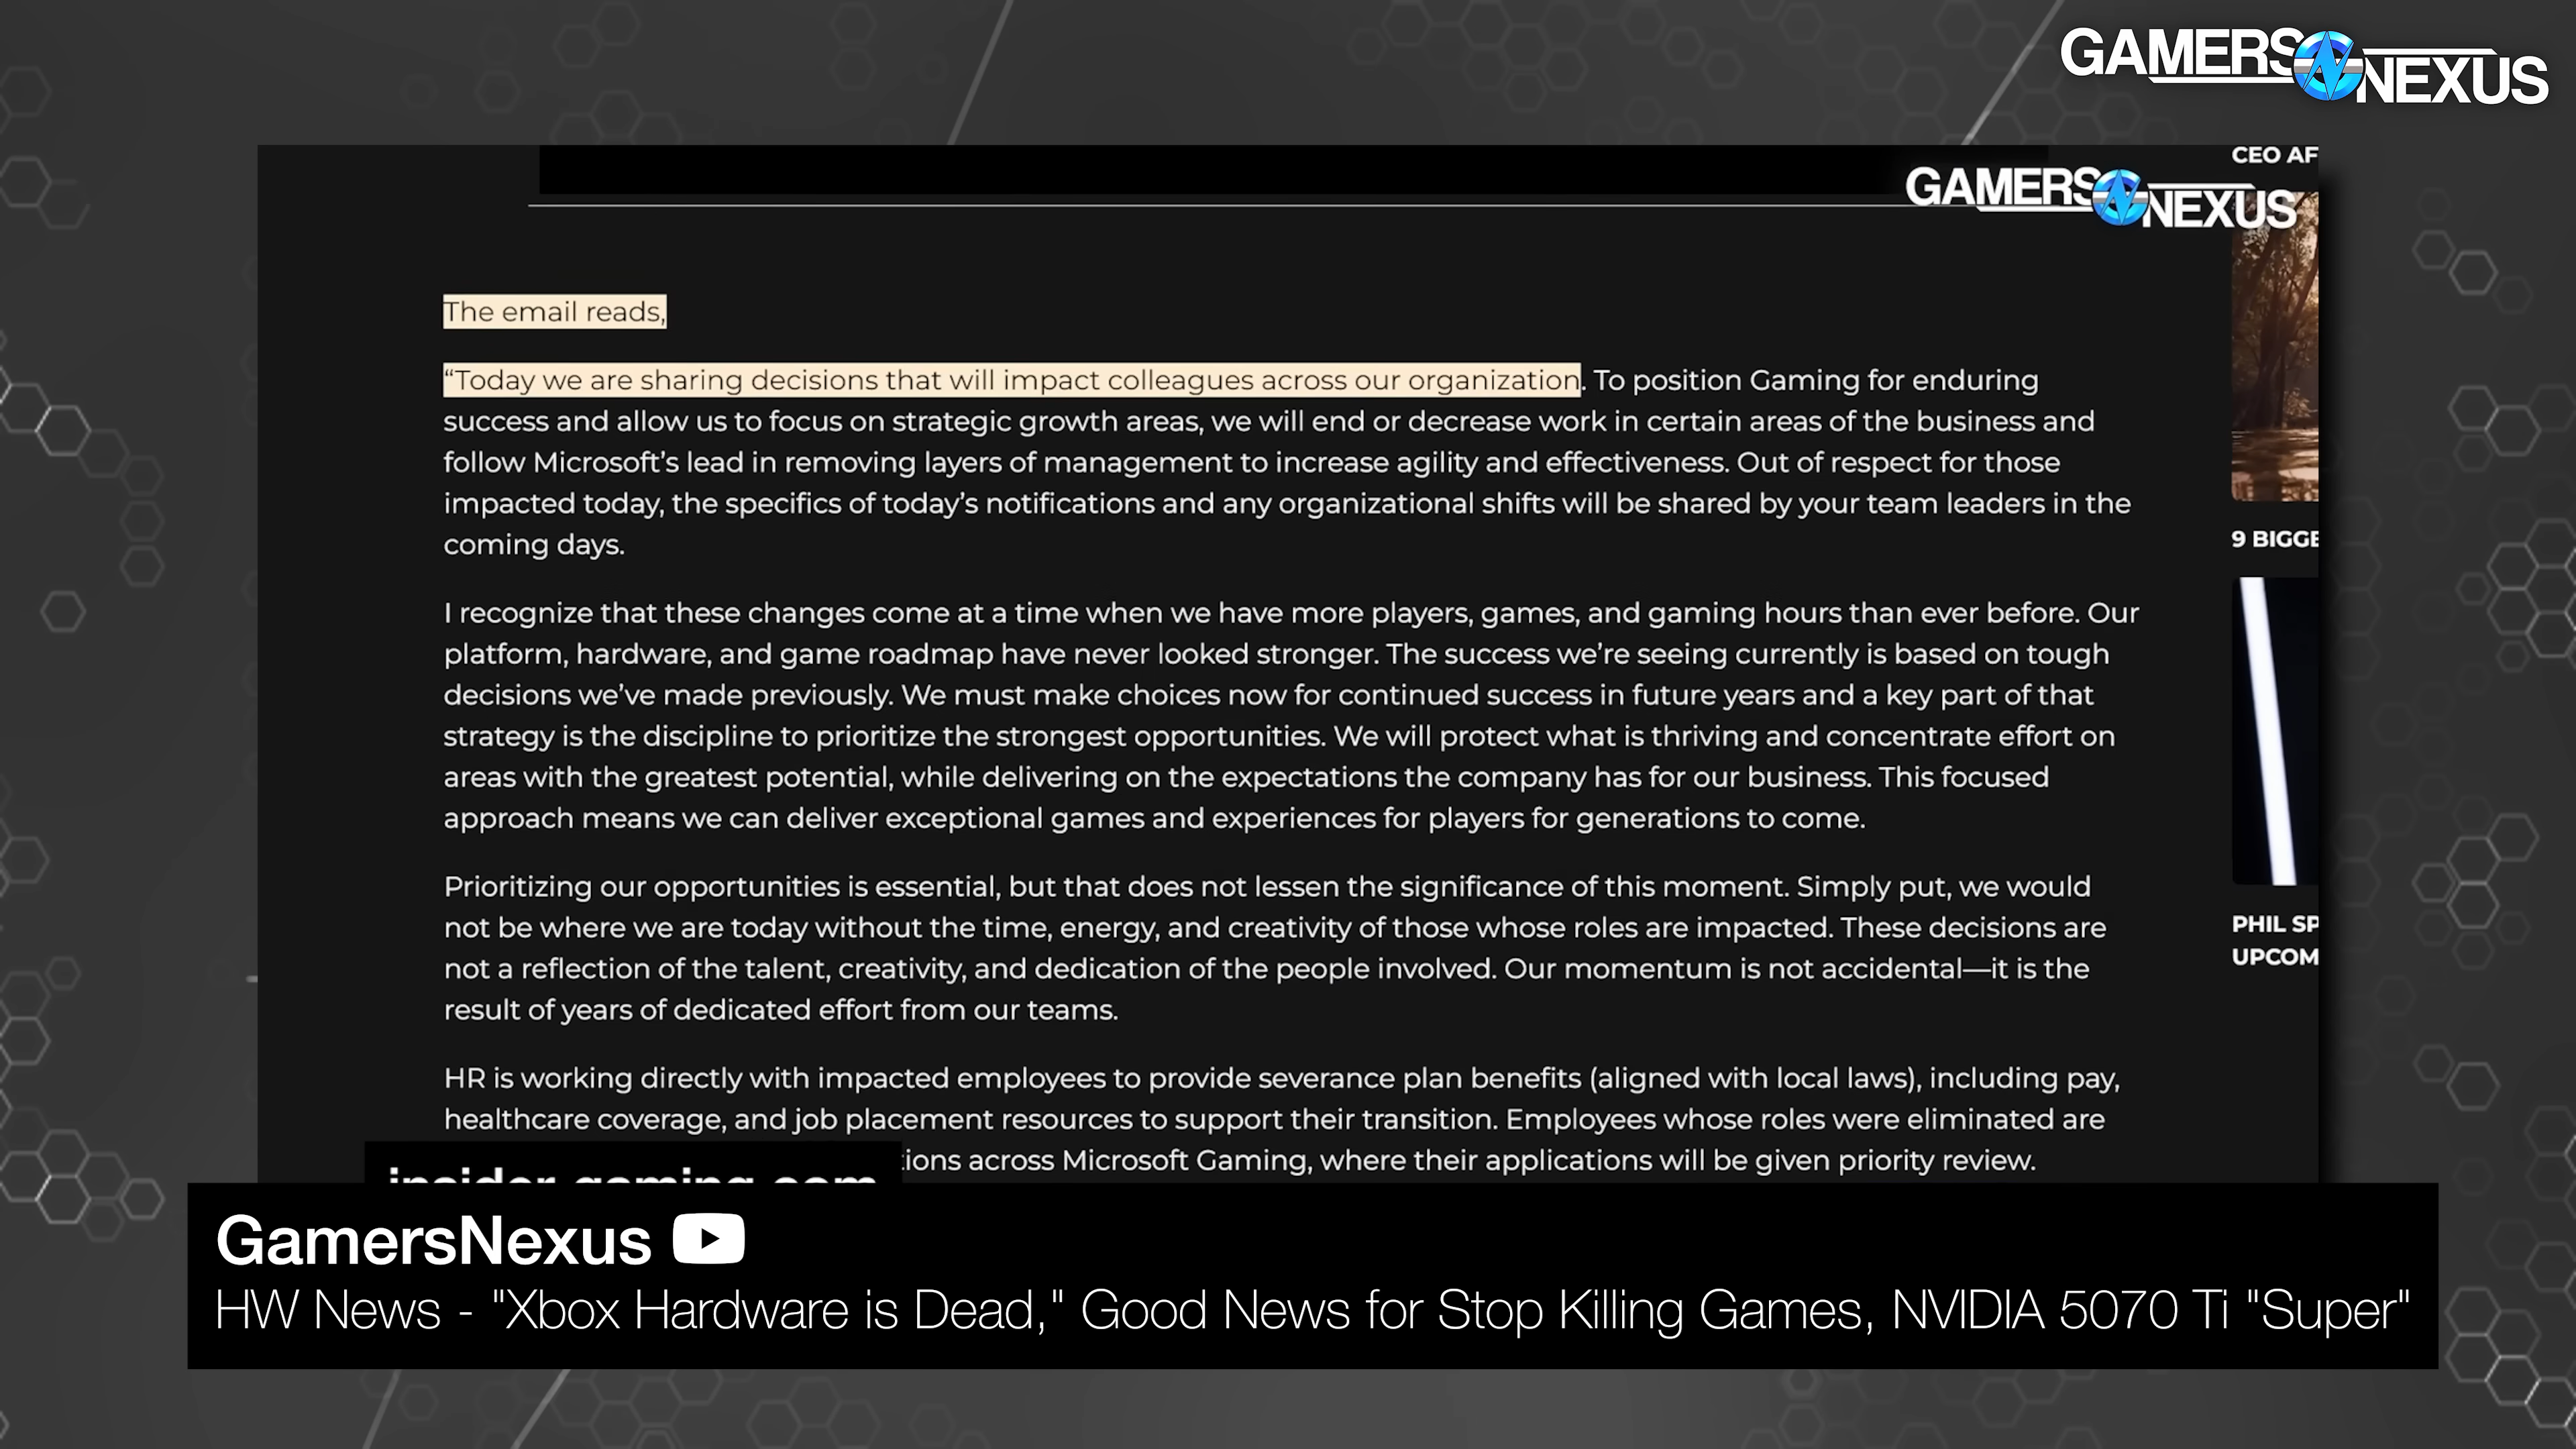 GAMERS NEXUS
CEO AF
GAMERS NEXUS
The email reads,
“Today we are sharing decisions that will impact colleagues across our organization. To position Gaming for enduring
success and allow us to focus on strategic growth areas, we will end or decrease work in certain areas of the business and
follow Microsoft’s lead in removing layers of management to increase agility and effectiveness. Out of respect for those
impacted today, the specifics of today’s notifications and any organizational shifts will be shared by your team leaders in the
coming days.
9 BIGGE
I recognize that these changes come at a time when we have more players, games, and gaming hours than ever before. Our
platform, hardware, and game roadmap have never looked stronger. The success we’re seeing currently is based on tough
decisions we’ve made previously. We must make choices now for continued success in future years and a key part of that
strategy is the discipline to prioritize the strongest opportunities. We will protect what is thriving and concentrate effort on
areas with the greatest potential, while delivering on the expectations the company has for our business. This focused
approach means we can deliver exceptional games and experiences for players for generations to come.
Prioritizing our opportunities is essential, but that does not lessen the significance of this moment. Simply put, we would
not be where we are today without the time, energy, and creativity of those whose roles are impacted. These decisions are
not a reflection of the talent, creativity, and dedication of the people involved. Our momentum is not accidental—it is the
result of years of dedicated effort from our teams.
PHIL SP
UPCOM
HR is working directly with impacted employees to provide severance plan benefits (aligned with local laws), including pay,
healthcare coverage, and job placement resources to support their transition. Employees whose roles were eliminated are
tions across Microsoft Gaming, where their applications will be given priority review.
insider-gaming.com
GamersNexus
HW News - "Xbox Hardware is Dead," Good News for Stop Killing Games, NVIDIA 5070 Ti "Super"